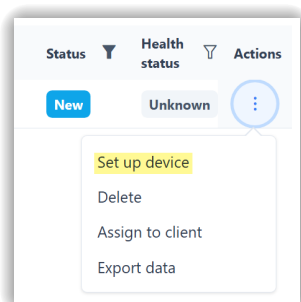 Status Health status Actions
New Unknown
Set up device
Delete
Assign to client
Export data